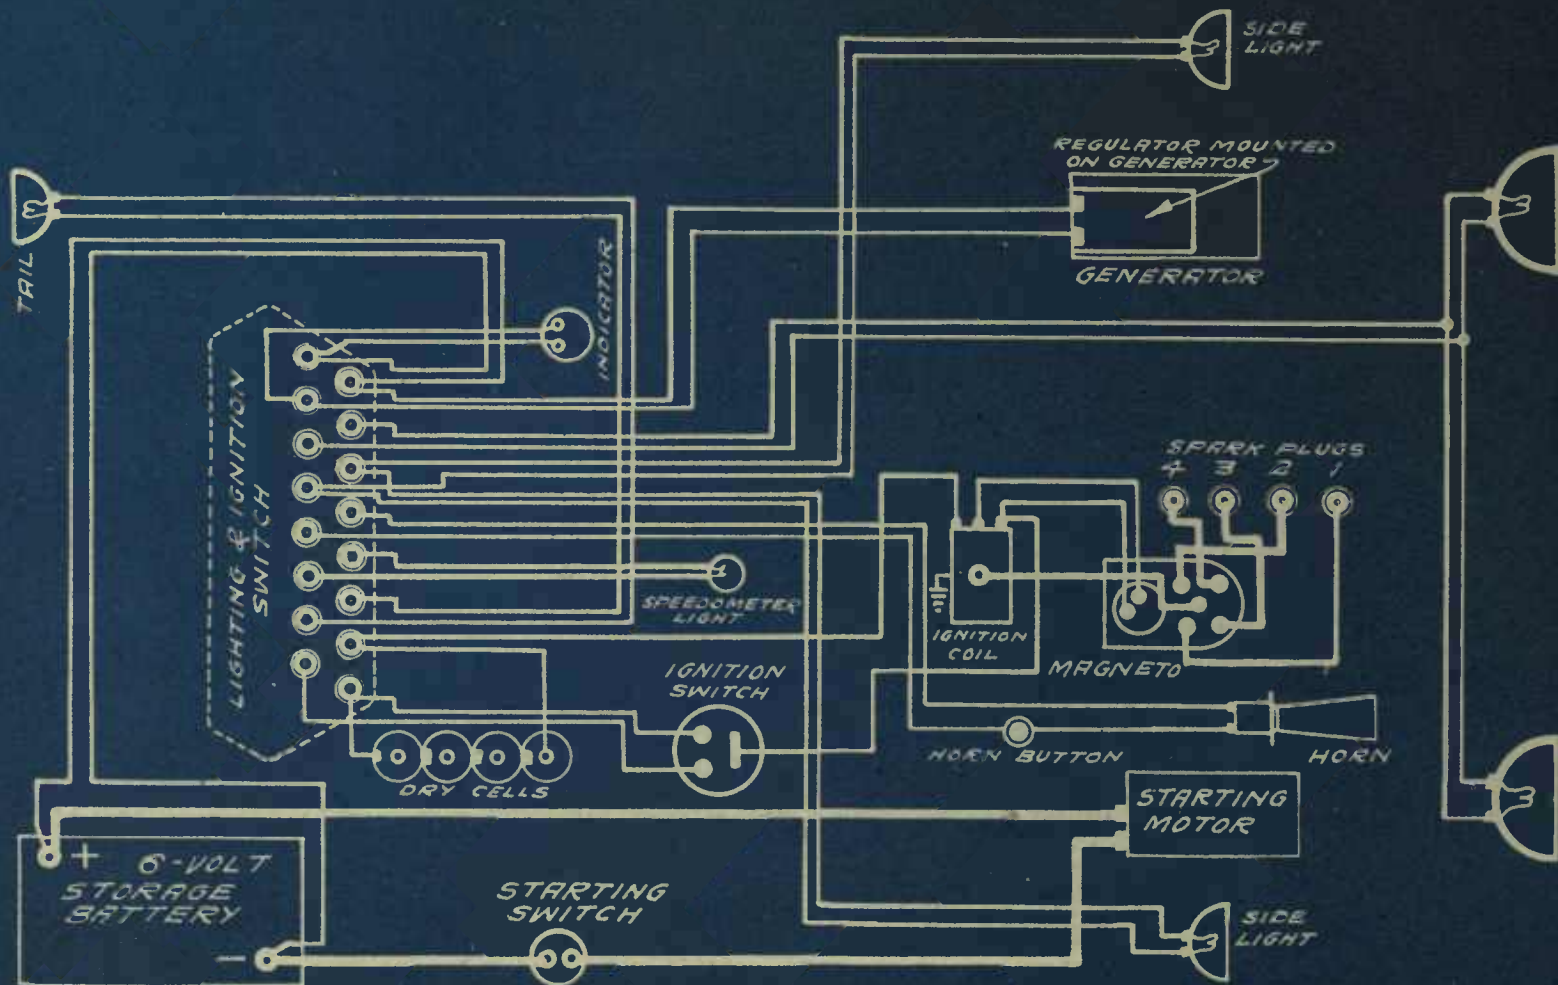 SIDE
LIGHT
REGULATOR MOUNTED
ON GENERATOR
GENERATOR
TAIL
INDICATOR
LIGHTING & IGNITION
SWITCH
SPARK PLUGS
4 3 2 1
SPEEDOMETER
LIGHT
IGNITION
COIL
MAGNETO
IGNITION
SWITCH
HORN BUTTON
HORN
DRY CELLS
STARTING
MOTOR
+ 6-VOLT
STORAGE
BATTERY
-
STARTING
SWITCH
SIDE
LIGHT